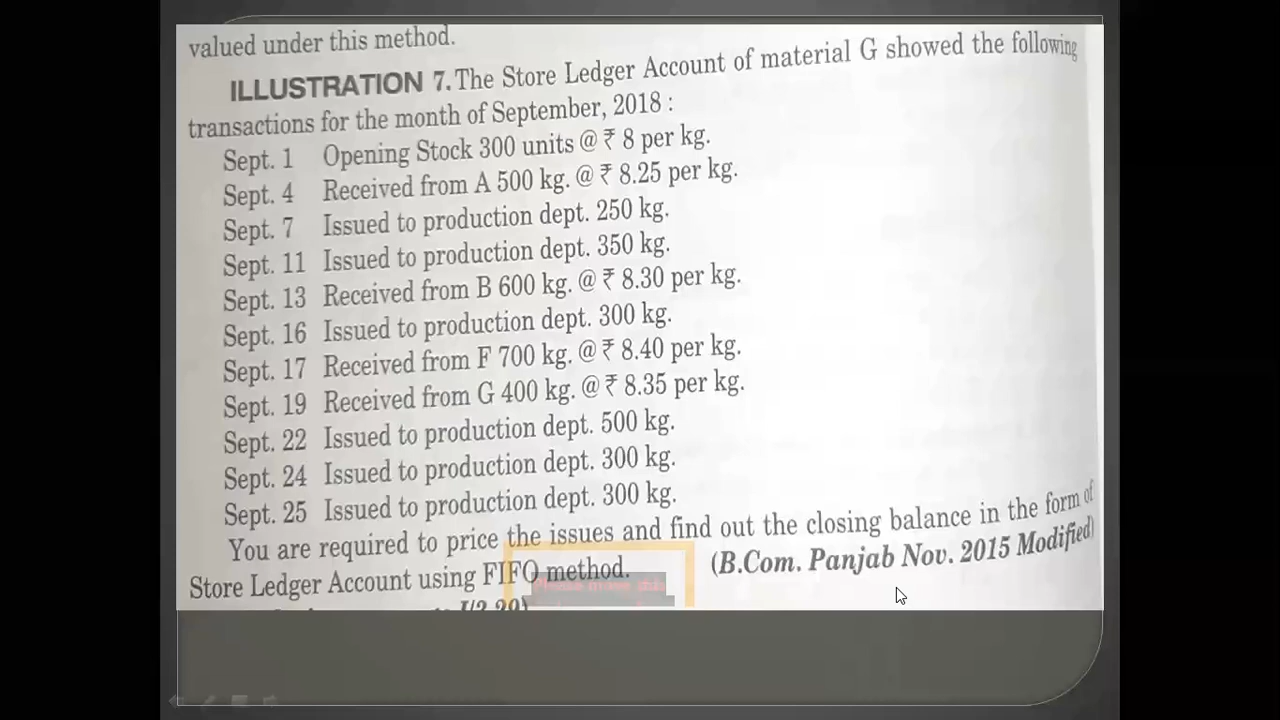 valued under this method.
ILLUSTRATION 7. The Store Ledger Account of material G showed the following
transactions for the month of September, 2018 :
Sept. 1 Opening Stock 300 units @ ₹ 8 per kg.
Sept. 4 Received from A 500 kg. @ ₹ 8.25 per kg.
Sept. 7 Issued to production dept. 250 kg.
Sept. 11 Issued to production dept. 350 kg.
Sept. 13 Received from B 600 kg. @ ₹ 8.30 per kg.
Sept. 16 Issued to production dept. 300 kg.
Sept. 17 Received from F 700 kg. @ ₹ 8.40 per kg.
Sept. 19 Received from G 400 kg. @ ₹ 8.35 per kg.
Sept. 22 Issued to production dept. 500 kg.
Sept. 24 Issued to production dept. 300 kg.
Sept. 25 Issued to production dept. 300 kg.
You are required to price the issues and find out the closing balance in the form of
Store Ledger Account using FIFO method. (B.Com. Panjab Nov. 2015 Modified)